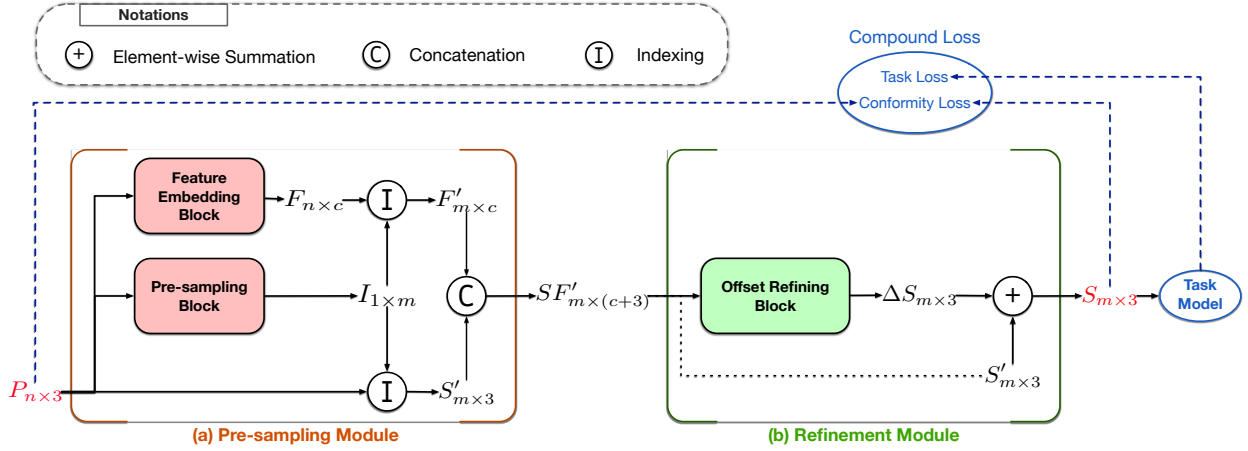 Notations
+ Element-wise Summation
C Concatenation
I Indexing
Compound Loss
Task Loss
Conformity Loss
Feature
Embedding
Block
F_{n×c}
I
F'_{m×c}
Pre-sampling
Block
I_{1×m}
C
SF'_{m×(c+3)}
Offset Refining
Block
ΔS_{m×3}
+
S_{m×3}
Task
Model
P_{n×3}
I
S'_{m×3}
S'_{m×3}
(a) Pre-sampling Module
(b) Refinement Module